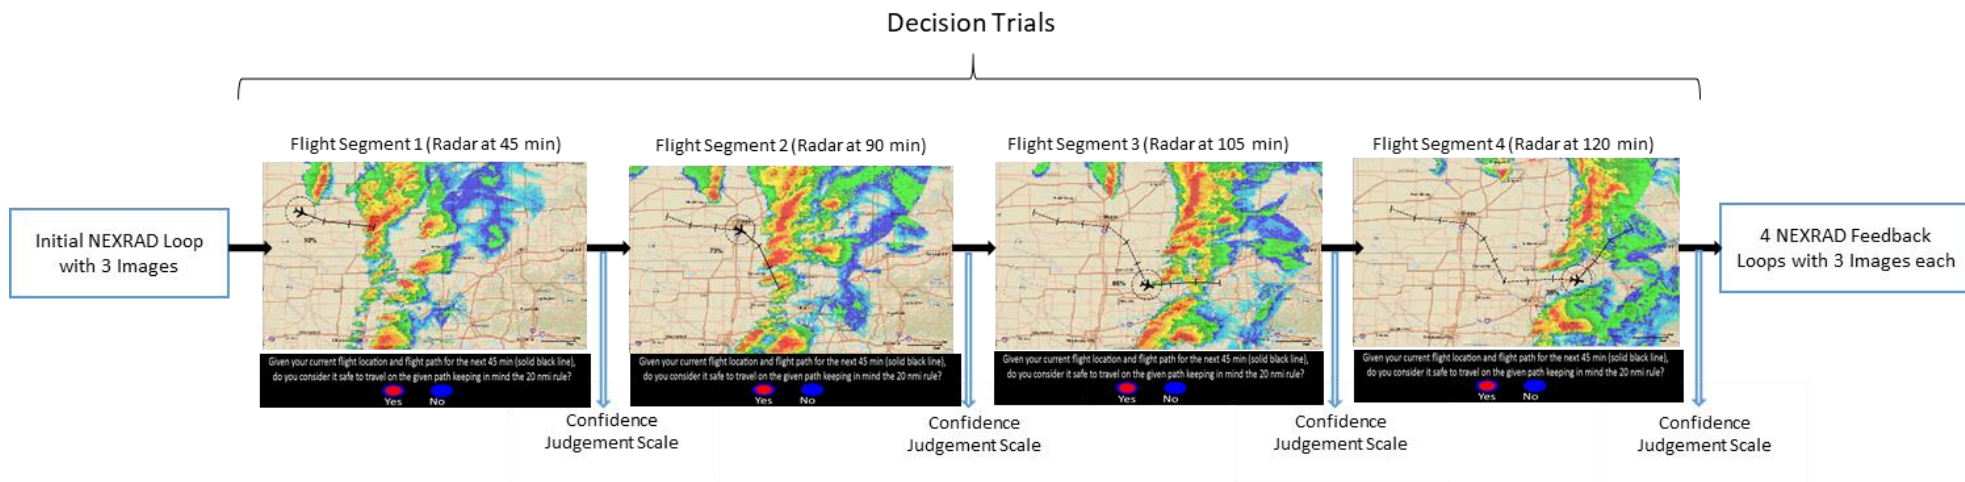 Decision Trials
Flight Segment 1 (Radar at 45 min)
Flight Segment 2 (Radar at 90 min)
Flight Segment 3 (Radar at 105 min)
Flight Segment 4 (Radar at 120 min)
Initial NEXRAD Loop
with 3 Images
10%
73%
4 NEXRAD Feedback
Loops with 3 Images each
Given your current flight location and flight path for the next 45 min (solid black line),
do you consider it safe to travel on the given path keeping in mind the 20 nmi rule?
Yes No
Given your current flight location and flight path for the next 45 min (solid black line),
do you consider it safe to travel on the given path keeping in mind the 20 nmi rule?
Yes No
Given your current flight location and flight path for the next 45 min (solid black line),
do you consider it safe to travel on the given path keeping in mind the 20 nmi rule?
Yes No
Given your current flight location and flight path for the next 45 min (solid black line),
do you consider it safe to travel on the given path keeping in mind the 20 nmi rule?
Yes No
Confidence
Judgement Scale
Confidence
Judgement Scale
Confidence
Judgement Scale
Confidence
Judgement Scale